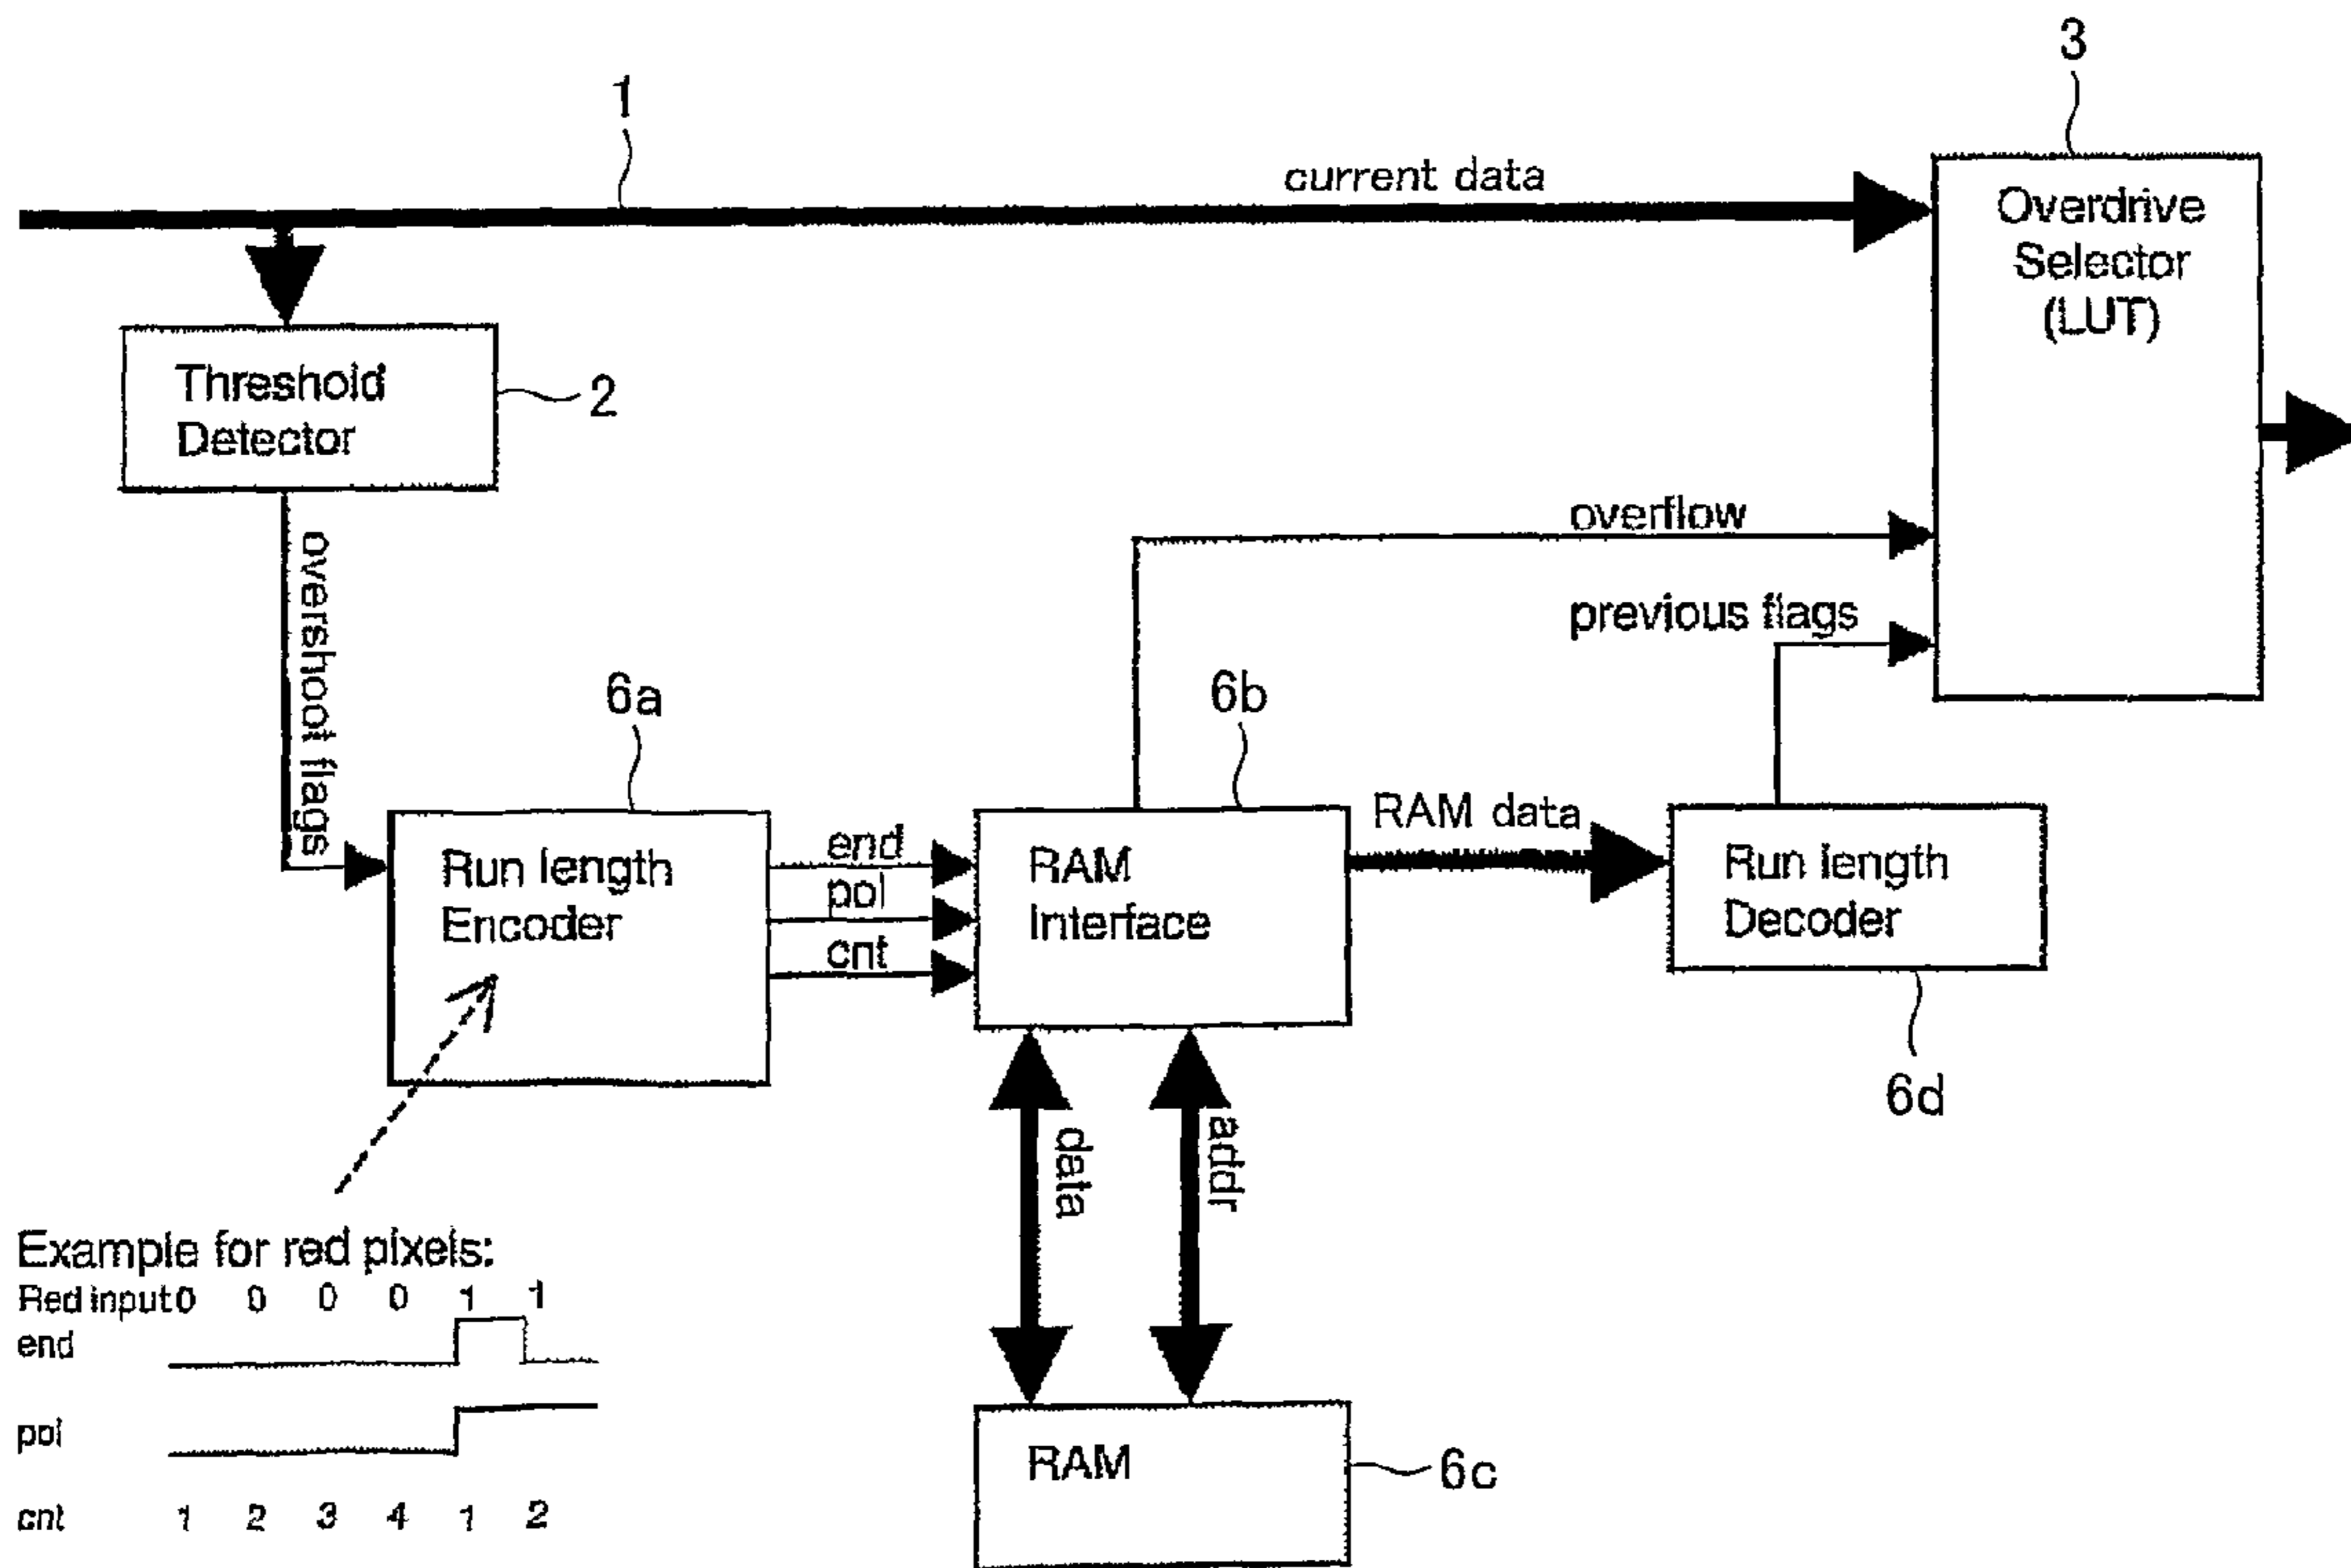 3
1
current data
Overdrive
Selector
(LUT)
Threshold
Detector
2
overflow
overshoot flags
previous flags
6a
6b
RAM data
end
pol
cnt
Run length
Encoder
RAM
Interface
Run length
Decoder
6d
data
addr
Example for red pixels:
Red input 0 0 0 0 1 1
end
pol
RAM
6c
cnt 1 2 3 4 1 2